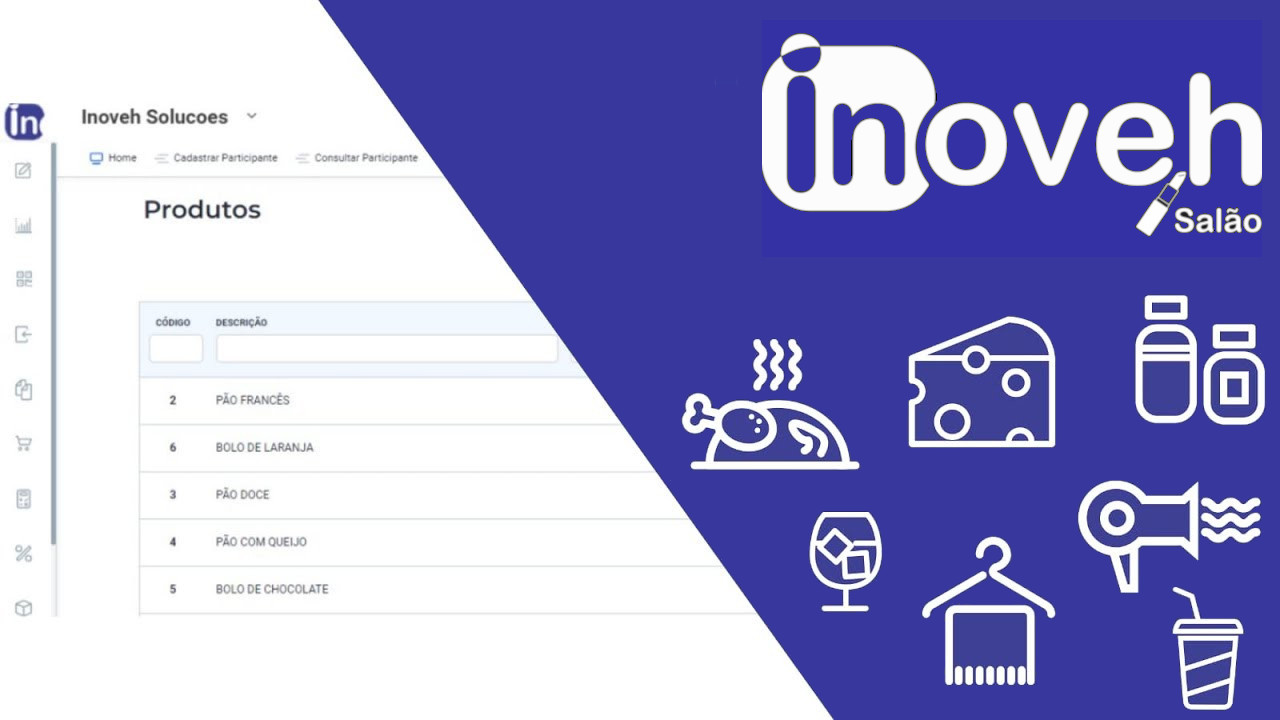 in
Inoveh Solucoes
Home
Cadastrar Participante
Consultar Participante
Produtos
CÓDIGO
DESCRIÇÃO
2
PÃO FRANCÊS
6
BOLO DE LARANJA
3
PÃO DOCE
4
PÃO COM QUEIJO
5
BOLO DE CHOCOLATE
inoveh
Salão